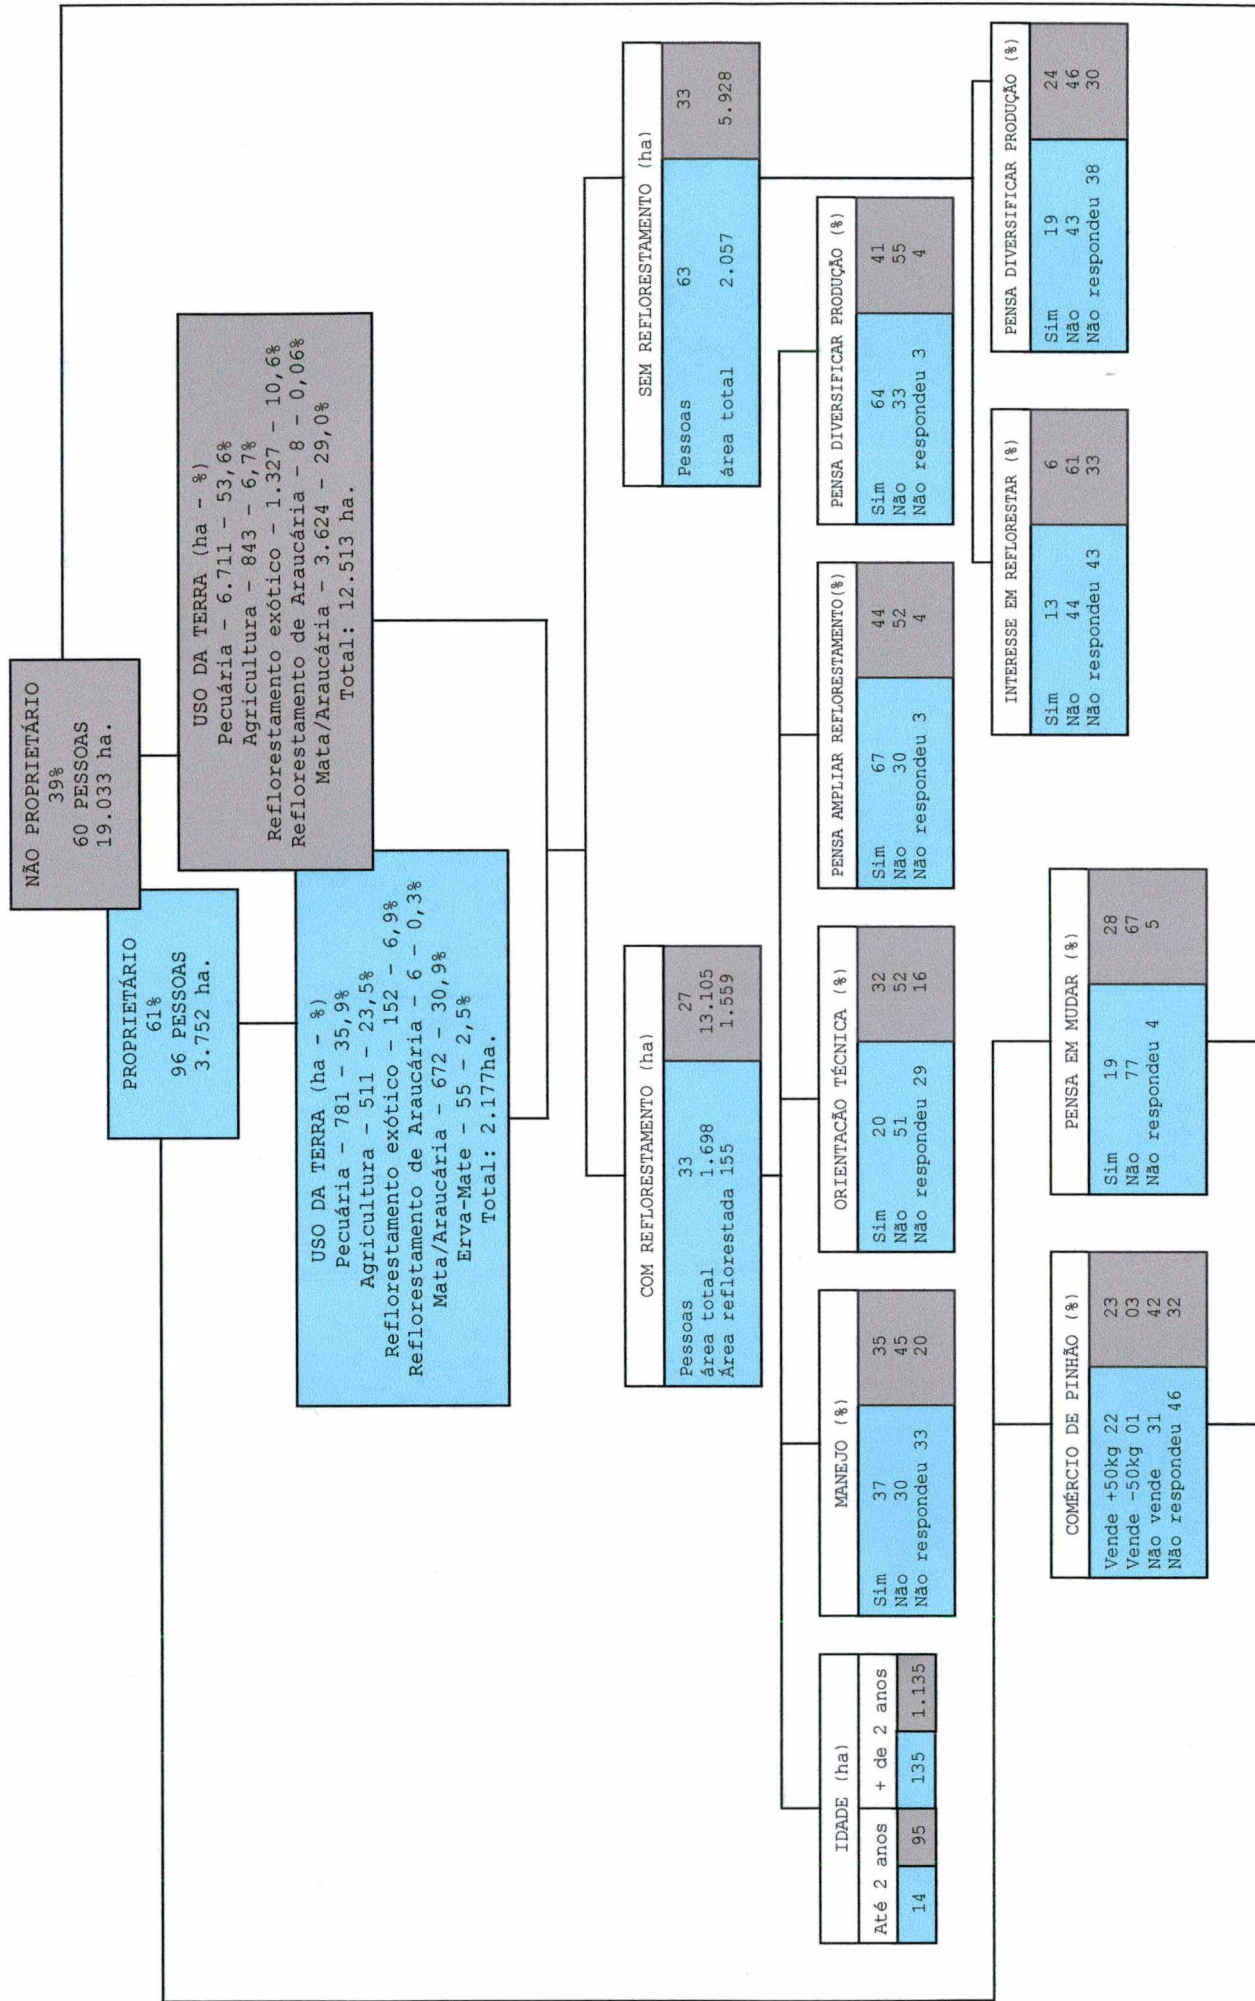 NÃO PROPRIETÁRIO
39%
60 PESSOAS
19.033 ha.
PROPRIETÁRIO
61%
96 PESSOAS
3.752 ha.
USO DA TERRA (ha - %)
Pecuária - 6.711 - 53,6%
Agricultura - 843 - 6,7%
Reflorestamento exótico - 1.327 - 10,6%
Reflorestamento de Araucária - 8 - 0,06%
Mata/Araucária - 3.624 - 29,0%
Total: 12.513 ha.
USO DA TERRA (ha - %)
Pecuária - 781 - 35,9%
Agricultura - 511 - 23,5%
Reflorestamento exótico - 152 - 6,9%
Reflorestamento de Araucária - 6 - 0,3%
Mata/Araucária - 672 - 30,9%
Erva-Mate - 55 - 2,5%
Total: 2.177ha.
COM REFLORESTAMENTO (ha)
Pessoas 33 27
área total 1.698 13.105
Área reflorestada 155 1.559
SEM REFLORESTAMENTO (ha)
Pessoas 63 33
área total 2.057 5.928
IDADE (ha)
Até 2 anos + de 2 anos
14 95 135 1.135
MANEJO (%)
Sim 37 35
Não 30 45
Não respondeu 33 20
ORIENTAÇÃO TÉCNICA (%)
Sim 20 32
Não 51 52
Não respondeu 29 16
PENSA AMPLIAR REFLORESTAMENTO(%)
Sim 67 44
Não 30 52
Não respondeu 3 4
PENSA DIVERSIFICAR PRODUÇÃO (%)
Sim 64 41
Não 33 55
Não respondeu 3 4
COMÉRCIO DE PINHÃO (%)
Vende +50kg 22 23
Vende -50kg 01 03
Não vende 31 42
Não respondeu 46 32
PENSA EM MUDAR (%)
Sim 19 28
Não 77 67
Não respondeu 4 5
INTERESSE EM REFLORESTAR (%)
Sim 13 6
Não 44 61
Não respondeu 43 33
PENSA DIVERSIFICAR PRODUÇÃO (%)
Sim 19 24
Não 43 46
Não respondeu 38 30